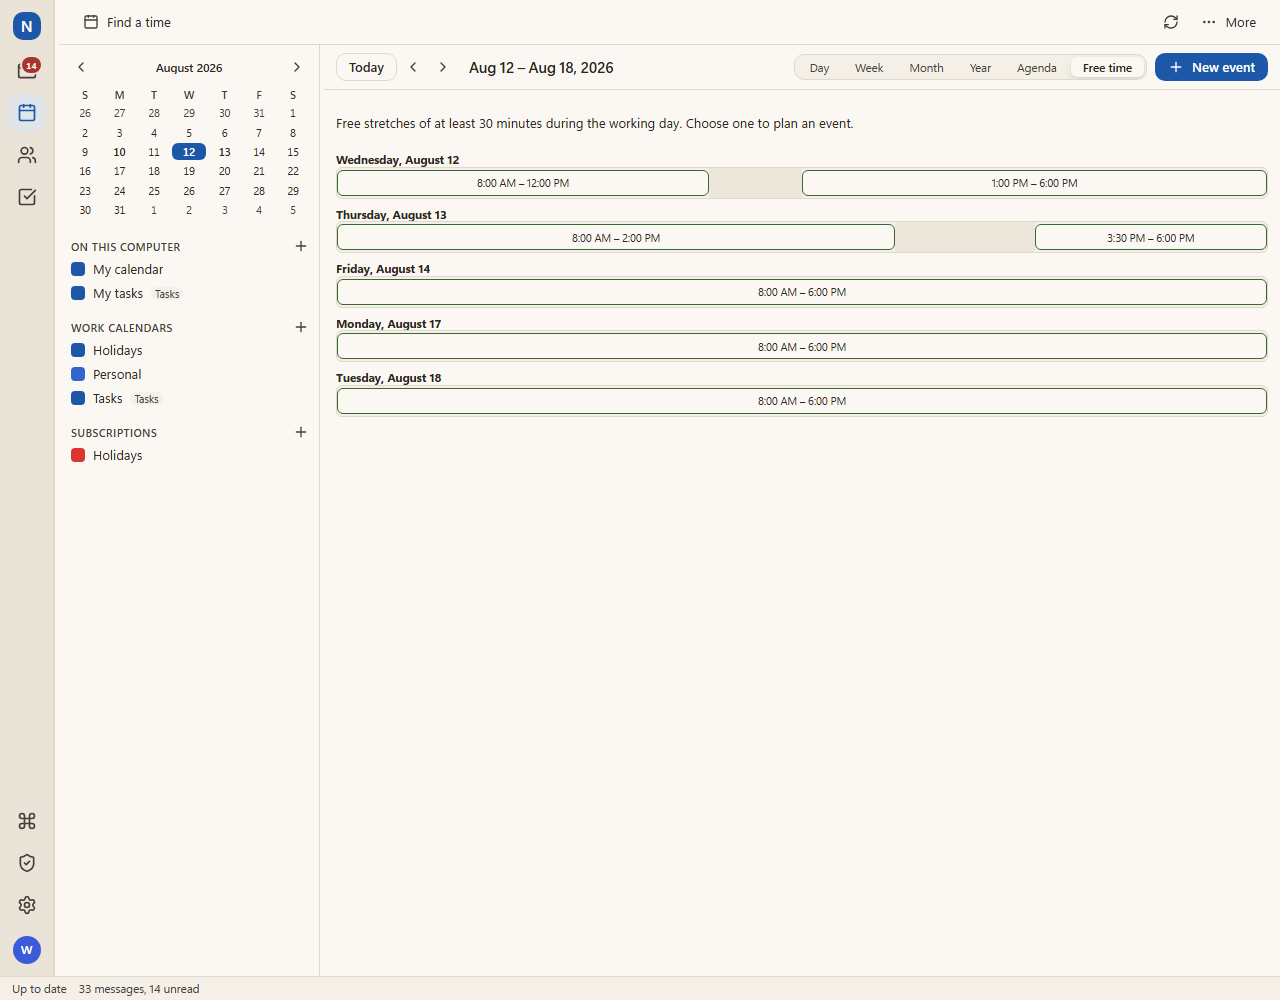 N
Find a time
More
14
August 2026
Today
Aug 12 – Aug 18, 2026
Day Week Month Year Agenda Free time
New event
S M T W T F S
26 27 28 29 30 31 1
2 3 4 5 6 7 8
9 10 11 12 13 14 15
16 17 18 19 20 21 22
23 24 25 26 27 28 29
30 31 1 2 3 4 5
ON THIS COMPUTER
My calendar
My tasks Tasks
WORK CALENDARS
Holidays
Personal
Tasks Tasks
SUBSCRIPTIONS
Holidays
Free stretches of at least 30 minutes during the working day. Choose one to plan an event.
Wednesday, August 12
8:00 AM – 12:00 PM 1:00 PM – 6:00 PM
Thursday, August 13
8:00 AM – 2:00 PM 3:30 PM – 6:00 PM
Friday, August 14
8:00 AM – 6:00 PM
Monday, August 17
8:00 AM – 6:00 PM
Tuesday, August 18
8:00 AM – 6:00 PM
W
Up to date 33 messages, 14 unread